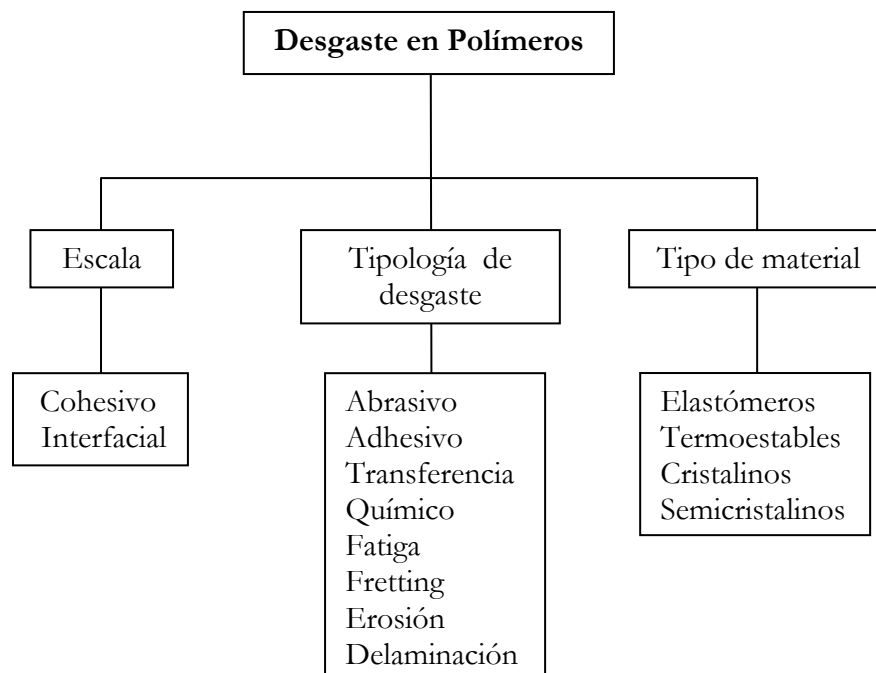 Desgaste en Polímeros
Escala
Tipología de
desgaste
Tipo de material
Cohesivo
Interfacial
Abrasivo
Adhesivo
Transferencia
Químico
Fatiga
Fretting
Erosión
Delaminación
Elastómeros
Termoestables
Cristalinos
Semicristalinos